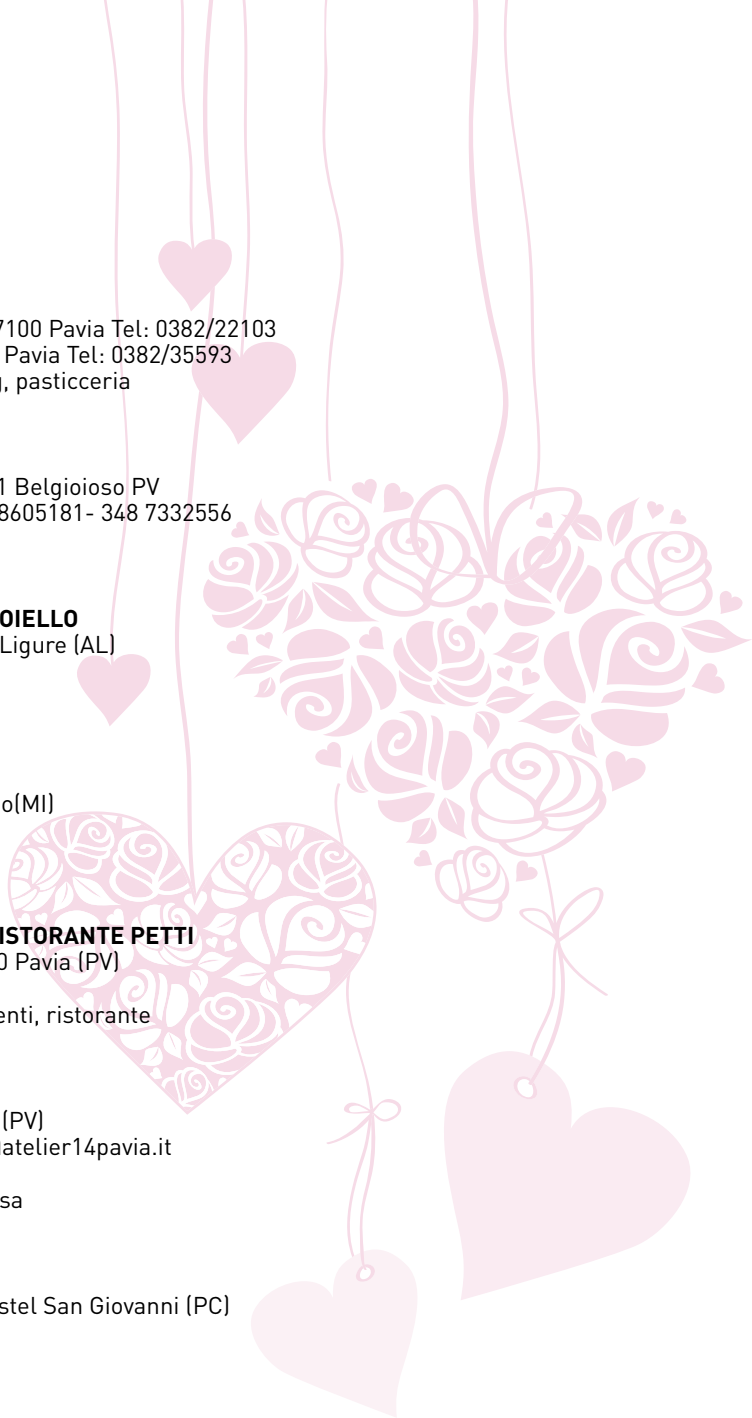 7100 Pavia Tel: 0382/22103
Pavia Tel: 0382/35593
, pasticceria
1 Belgioioso PV
8605181- 348 7332556
OIELLO
Ligure (AL)
o(MI)
ISTORANTE PETTI
0 Pavia (PV)
enti, ristorante
(PV)
atelier14pavia.it
sa
stel San Giovanni (PC)